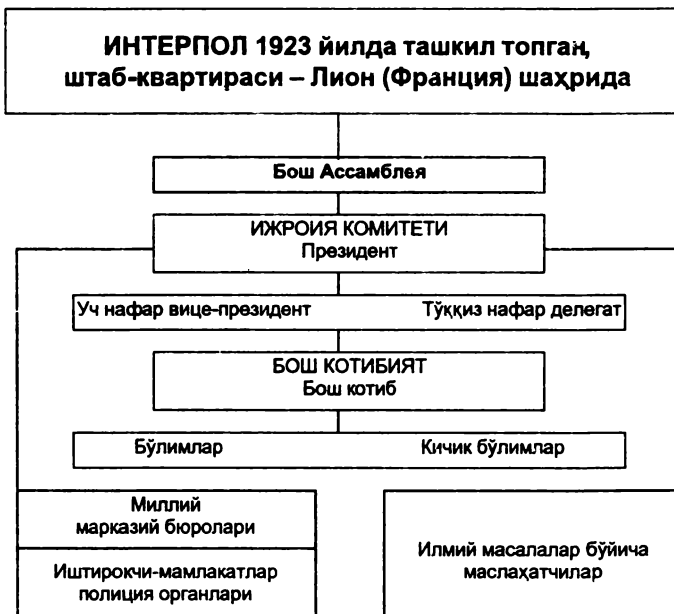 ИНТЕРПОЛ 1923 йилда ташкил топган,
штаб-квартираси – Лион (Франция) шаҳрида
Бош Ассамблея
ИЖРОИЯ КОМИТЕТИ
Президент
Уч нафар вице-президент
Тўққиз нафар делегат
БОШ КОТИБИЯТ
Бош котиб
Бўлимлар
Кичик бўлимлар
Миллий
марказий бюролари
Иштирокчи-мамлакатлар
полиция органлари
Илмий масалалар бўйича
маслаҳатчилар